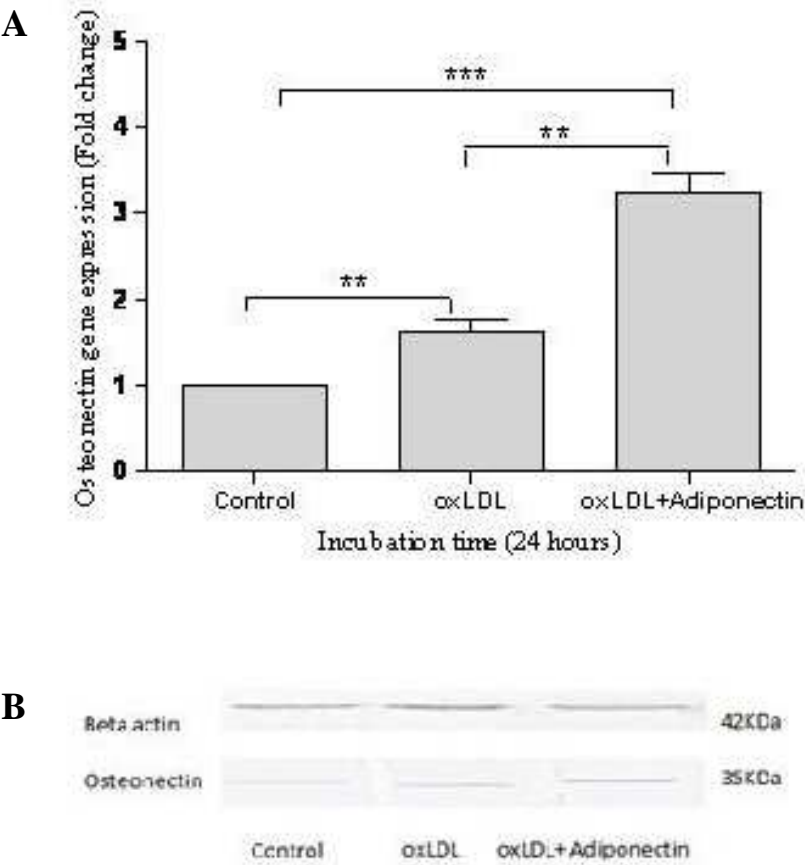 A
Osteonectin gene expression (Fold change)
5
4
3
2
1
0
***
**
**
Control
oxLDL
oxLDL+Adiponectin
Incubation time (24 hours)
B
Beta actin
42KDa
Osteonectin
35KDa
Control
oxLDL
oxLDL+Adiponectin